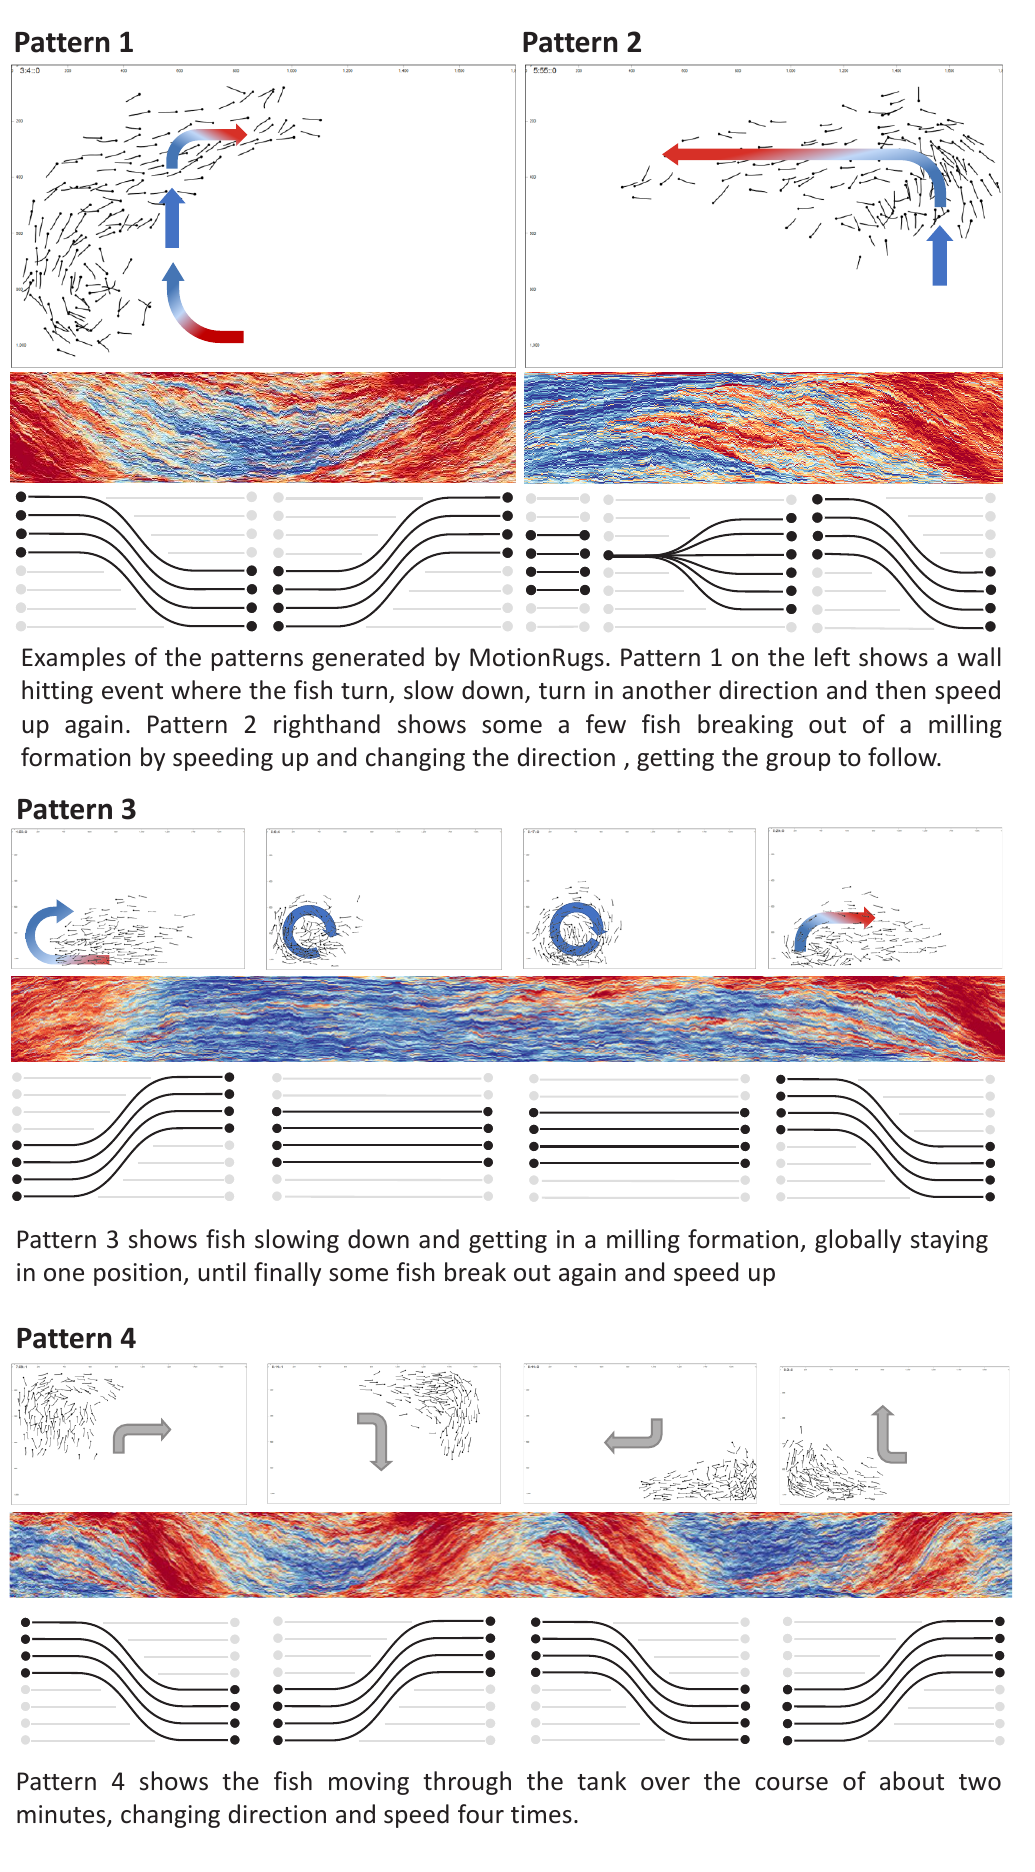 Pattern 1
Pattern 2
Examples of the patterns generated by MotionRugs. Pattern 1 on the left shows a wall
hitting event where the fish turn, slow down, turn in another direction and then speed
up again. Pattern 2 righthand shows some a few fish breaking out of a milling
formation by speeding up and changing the direction , getting the group to follow.
Pattern 3
Pattern 3 shows fish slowing down and getting in a milling formation, globally staying
in one position, until finally some fish break out again and speed up
Pattern 4
Pattern 4 shows the fish moving through the tank over the course of about two
minutes, changing direction and speed four times.